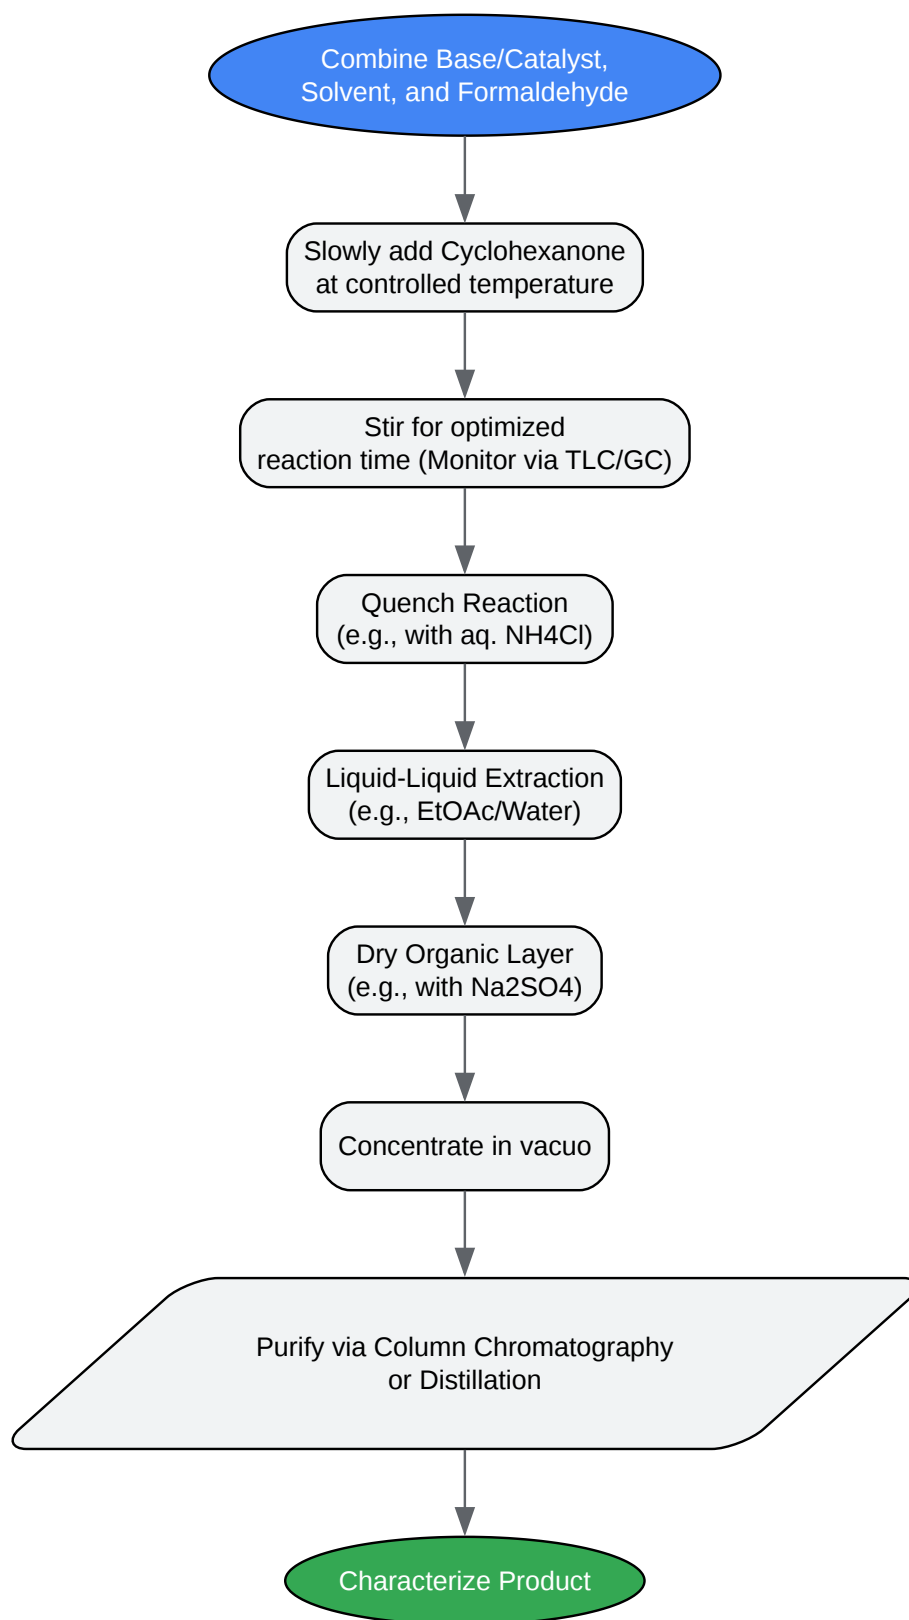 Combine Base/Catalyst,
Solvent, and Formaldehyde
Slowly add Cyclohexanone
at controlled temperature
Stir for optimized
reaction time (Monitor via TLC/GC)
Quench Reaction
(e.g., with aq. NH4Cl)
Liquid-Liquid Extraction
(e.g., EtOAc/Water)
Dry Organic Layer
(e.g., with Na2SO4)
Concentrate in vacuo
Purify via Column Chromatography
or Distillation
Characterize Product